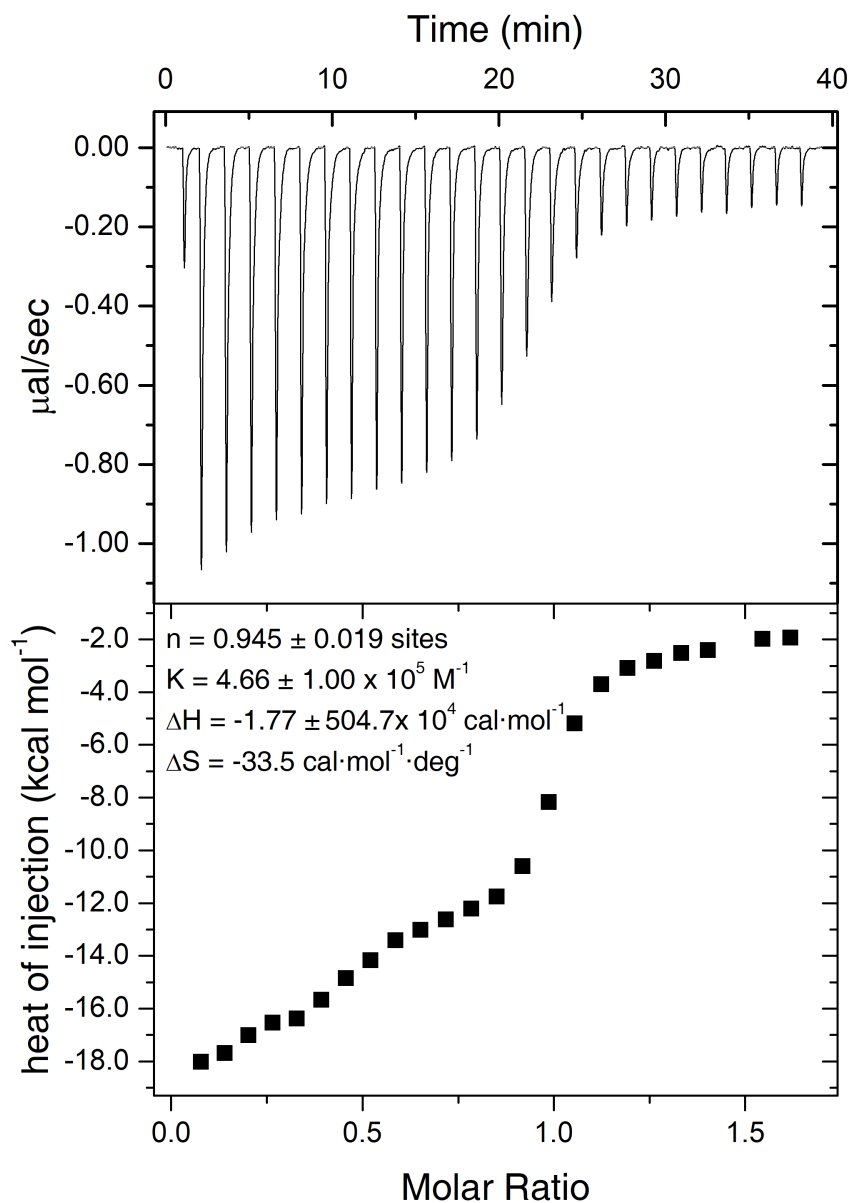 Time (min)
0 10 20 30 40
0.00
-0.20
-0.40
-0.60
-0.80
-1.00
µal/sec
n = 0.945 ± 0.019 sites
K = 4.66 ± 1.00 x 10⁵ M⁻¹
ΔH = -1.77 ± 504.7x 10⁴ cal·mol⁻¹
ΔS = -33.5 cal·mol⁻¹·deg⁻¹
-2.0
-4.0
-6.0
-8.0
-10.0
-12.0
-14.0
-16.0
-18.0
heat of injection (kcal mol⁻¹)
0.0 0.5 1.0 1.5
Molar Ratio